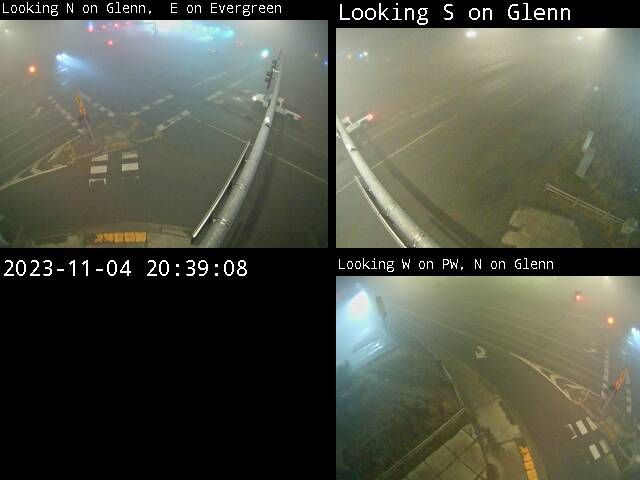 Looking N on Glenn,  E on Evergreen
Looking S on Glenn
2023-11-04 20:39:08
Looking W on PW, N on Glenn